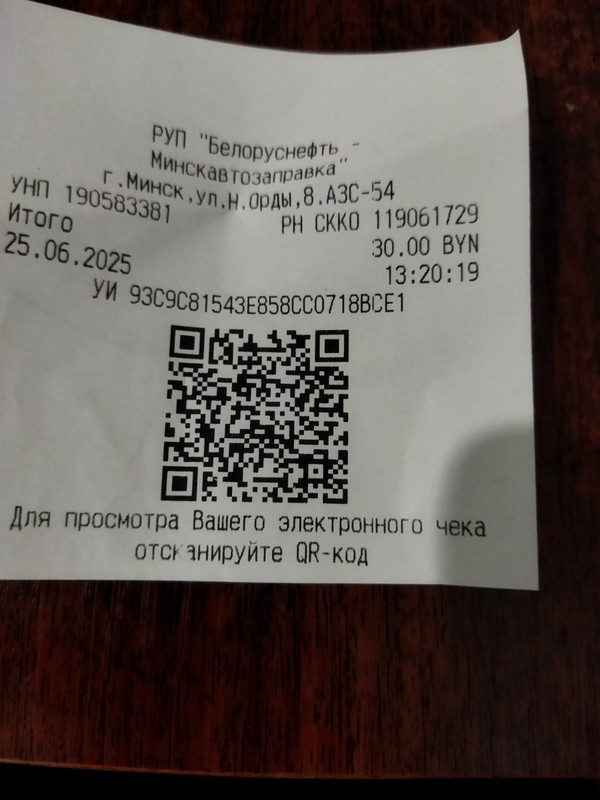 РУП "Белоруснефть -
Минскавтозаправка"
г.Минск,ул.Н.Орды,8.АЗС-54
УНП 190583381 РН СККО 119061729
Итого 30.00 BYN
25.06.2025 13:20:19
УИ 93C9C81543E858CC0718BCE1
Для просмотра Вашего электронного чека
отсканируйте QR-код